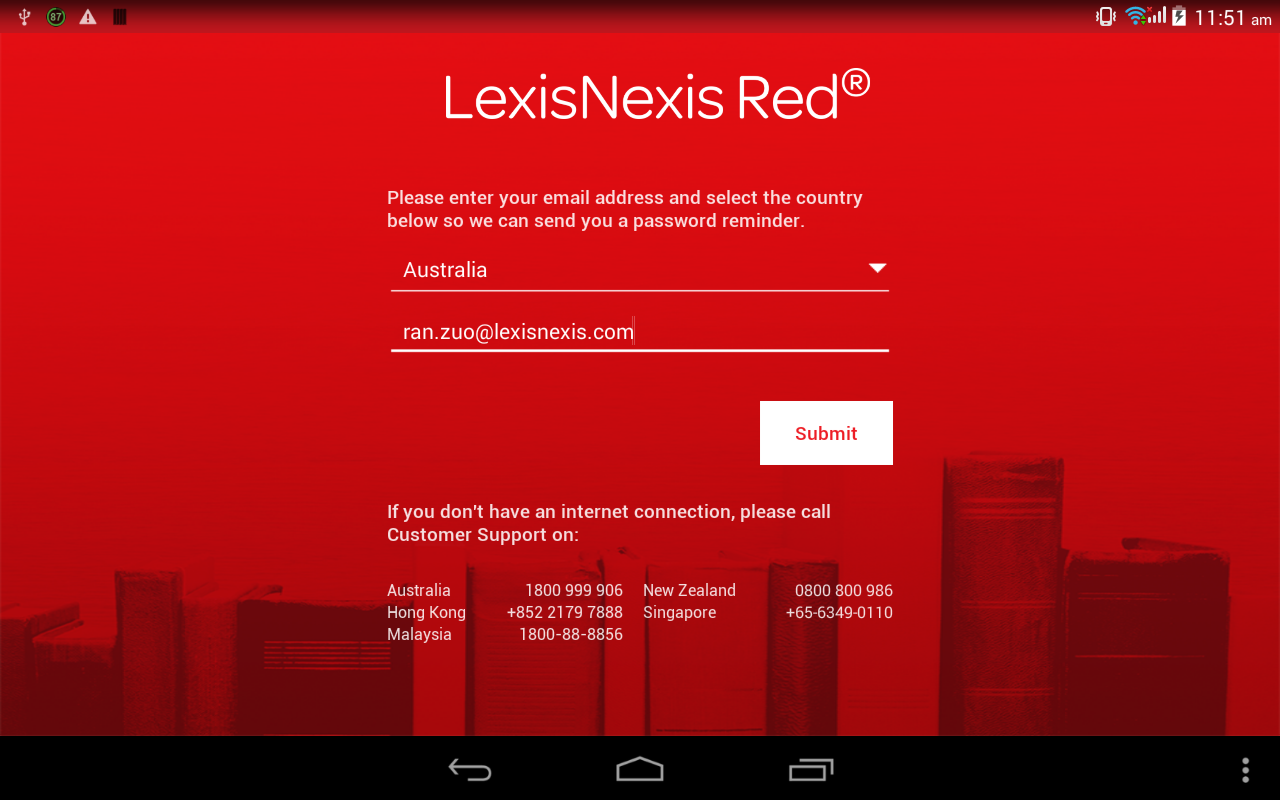 87
11:51 am
LexisNexis Red®
Please enter your email address and select the country
below so we can send you a password reminder.
Australia
ran.zuo@lexisnexis.com
Submit
If you don't have an internet connection, please call
Customer Support on:
Australia 1800 999 906 New Zealand 0800 800 986
Hong Kong +852 2179 7888 Singapore +65-6349-0110
Malaysia 1800-88-8856